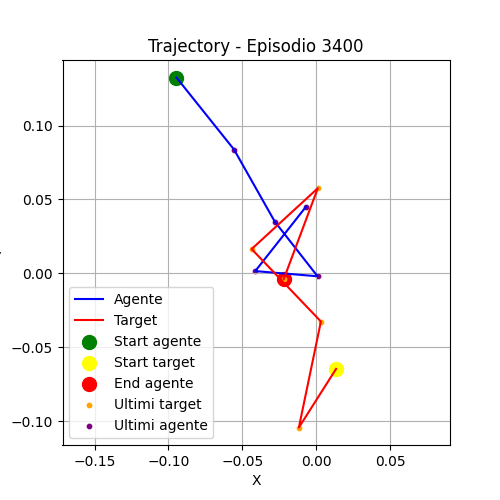 Trajectory - Episodio 3400
0.10
0.05
0.00
−0.05
−0.10
Agente
Target
Start agente
Start target
End agente
Ultimi target
Ultimi agente
−0.15
−0.10
−0.05
0.00
0.05
X